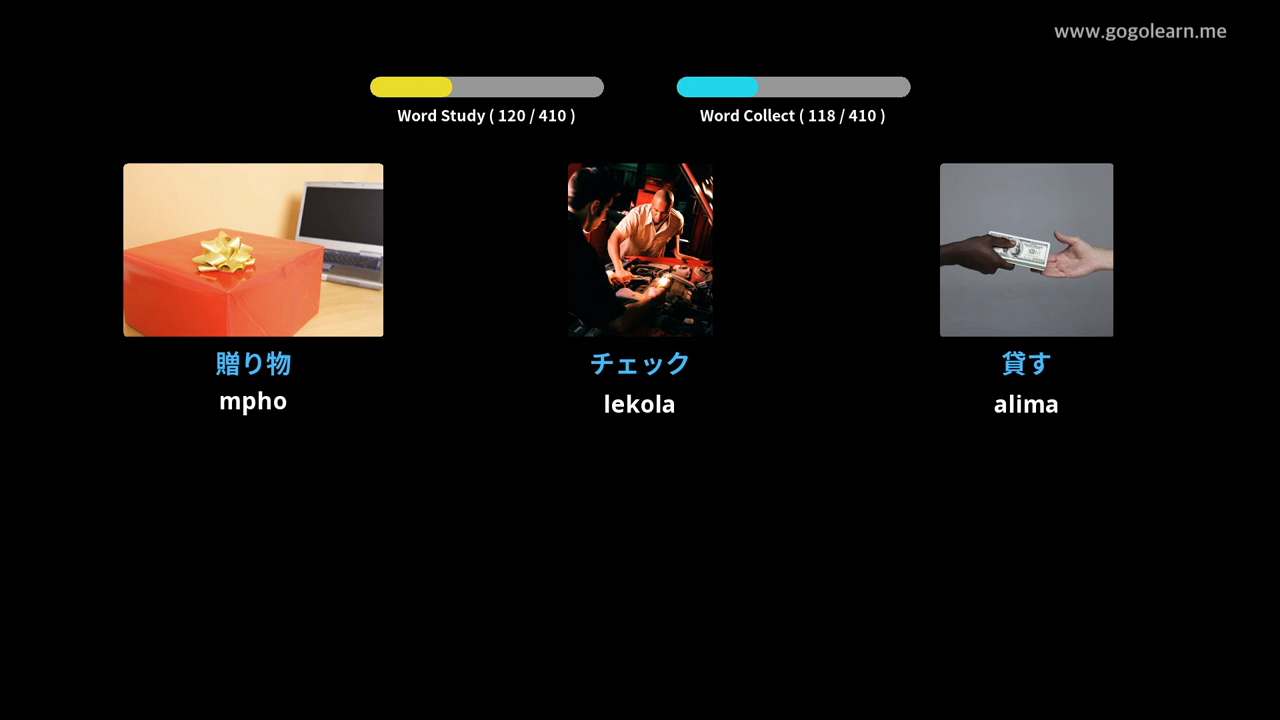 www.gogolearn.me
Word Study ( 120 / 410 )
Word Collect ( 118 / 410 )
贈り物
チェック
貸す
mpho
lekola
alima